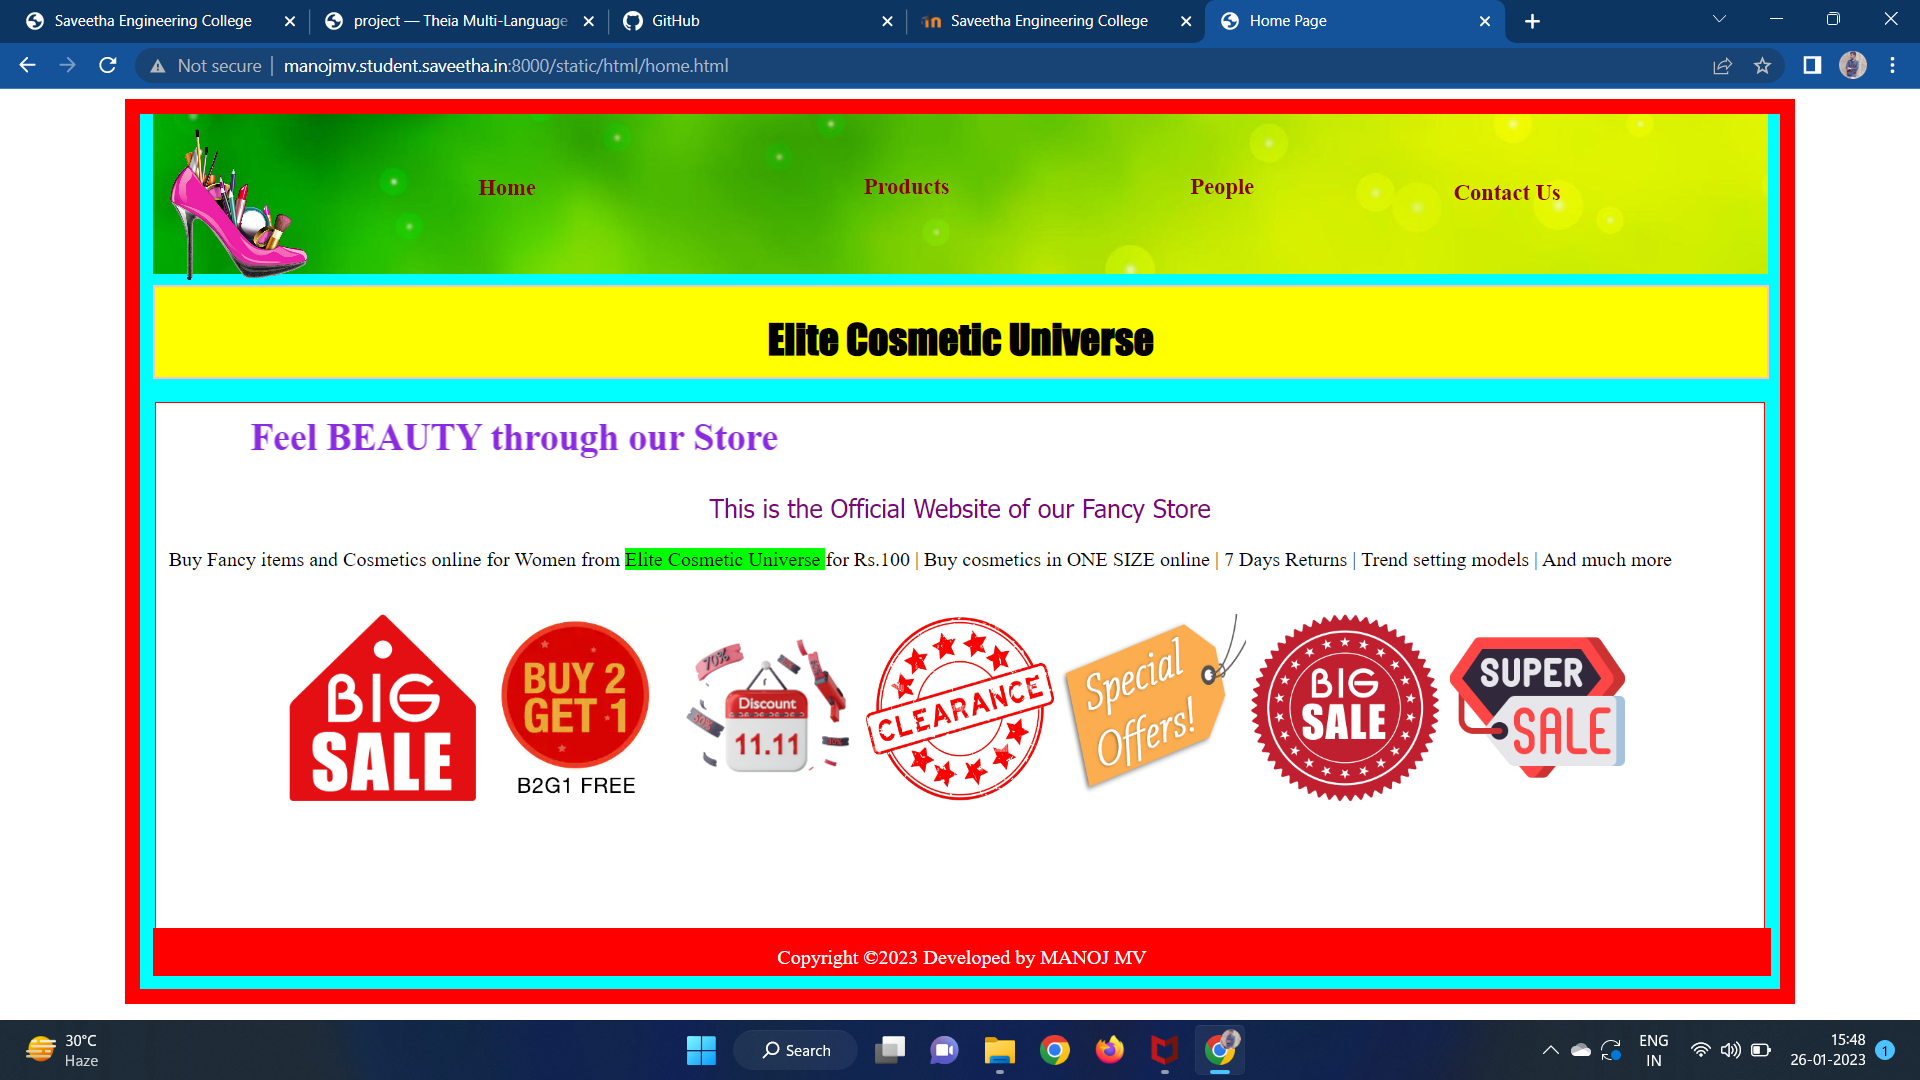 Saveetha Engineering College
project — Theia Multi-Language
GitHub
Saveetha Engineering College
Home Page
Not secure
manojmv.student.saveetha.in:8000/static/html/home.html
Home
Products
People
Contact Us
Elite Cosmetic Universe
Feel BEAUTY through our Store
This is the Official Website of our Fancy Store
Buy Fancy items and Cosmetics online for Women from Elite Cosmetic Universe for Rs.100 | Buy cosmetics in ONE SIZE online | 7 Days Returns | Trend setting models | And much more
BIG
SALE
BUY 2
GET 1
B2G1 FREE
70%
50%
Discount
11.11
CLEARANCE
Special
Offers!
BIG
SALE
SUPER
SALE
Copyright ©2023 Developed by MANOJ MV
30°C
Haze
Search
ENG
IN
15:48
26-01-2023
1